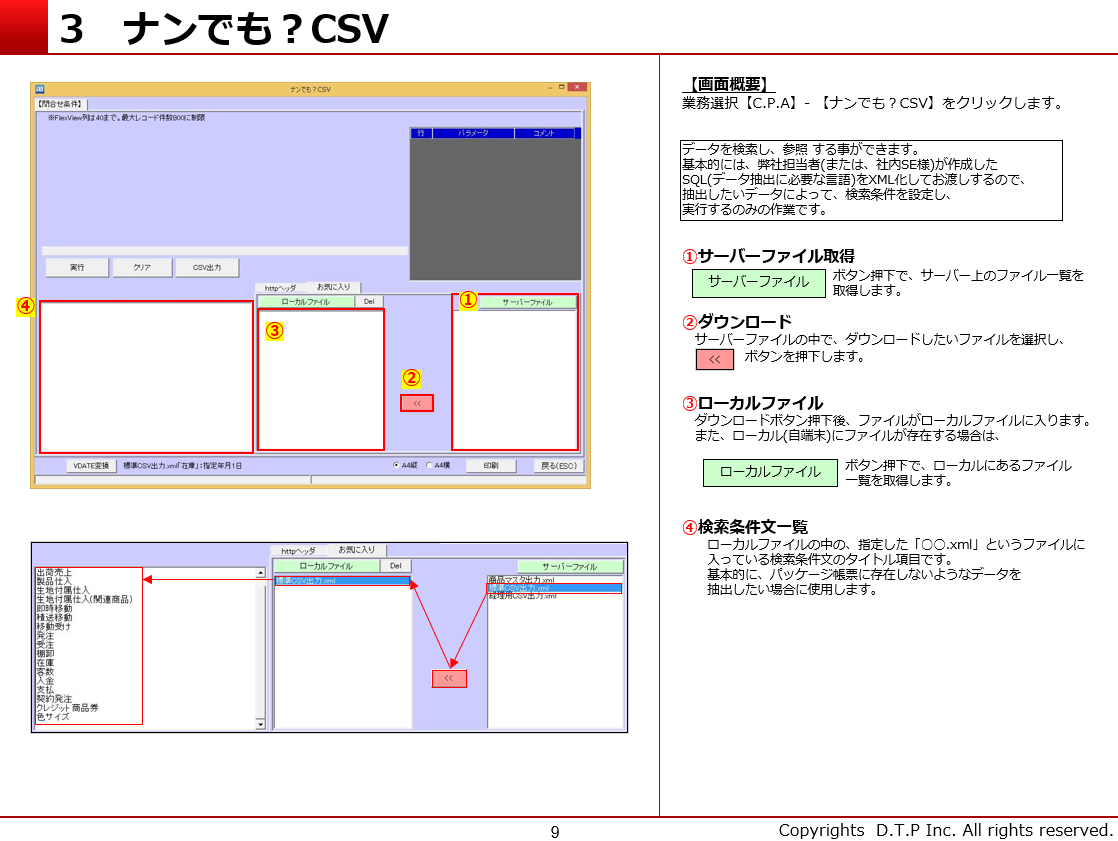 3 ナンでも？CSV
ナンでも？CSV
【問合せ条件】
※FlexView列は40まで。最大レコード件数800に制限
行 パラメータ コメント
実行 クリア CSV出力
httpヘッダ お気に入り
ローカルファイル Del サーバーファイル
④
①
③
②
<<
VDATE変換 標準CSV出力.xml「在庫」：指定年月1日 A4縦 A4横 印刷 戻る(ESC)
httpヘッダ お気に入り
ローカルファイル Del サーバーファイル
出荷売上
製品仕入
生地付属仕入
生地付属仕入(関連商品)
即時移動
積送移動
移動受け
発注
受注
棚卸
在庫
客数
入金
支払
契約発注
クレジット商品券
色サイズ
標準CSV出力.xml
商品マスタ出力.xml
標準CSV出力.xml
経理用CSV出力.xml
<<
【画面概要】
業務選択【C.P.A】-【ナンでも？CSV】をクリックします。
データを検索し、参照 する事ができます。
基本的には、弊社担当者(または、社内SE様)が作成した
SQL(データ抽出に必要な言語)をXML化してお渡しするので、
抽出したいデータによって、検索条件を設定し、
実行するのみの作業です。
①サーバーファイル取得
サーバーファイル ボタン押下で、サーバー上のファイル一覧を
取得します。
②ダウンロード
サーバーファイルの中で、ダウンロードしたいファイルを選択し、
<< ボタンを押下します。
③ローカルファイル
ダウンロードボタン押下後、ファイルがローカルファイルに入ります。
また、ローカル(自端末)にファイルが存在する場合は、
ローカルファイル ボタン押下で、ローカルにあるファイル
一覧を取得します。
④検索条件文一覧
ローカルファイルの中の、指定した「○○.xml」というファイルに
入っている検索条件文のタイトル項目です。
基本的に、パッケージ帳票に存在しないようなデータを
抽出したい場合に使用します。
9
Copyrights D.T.P Inc. All rights reserved.